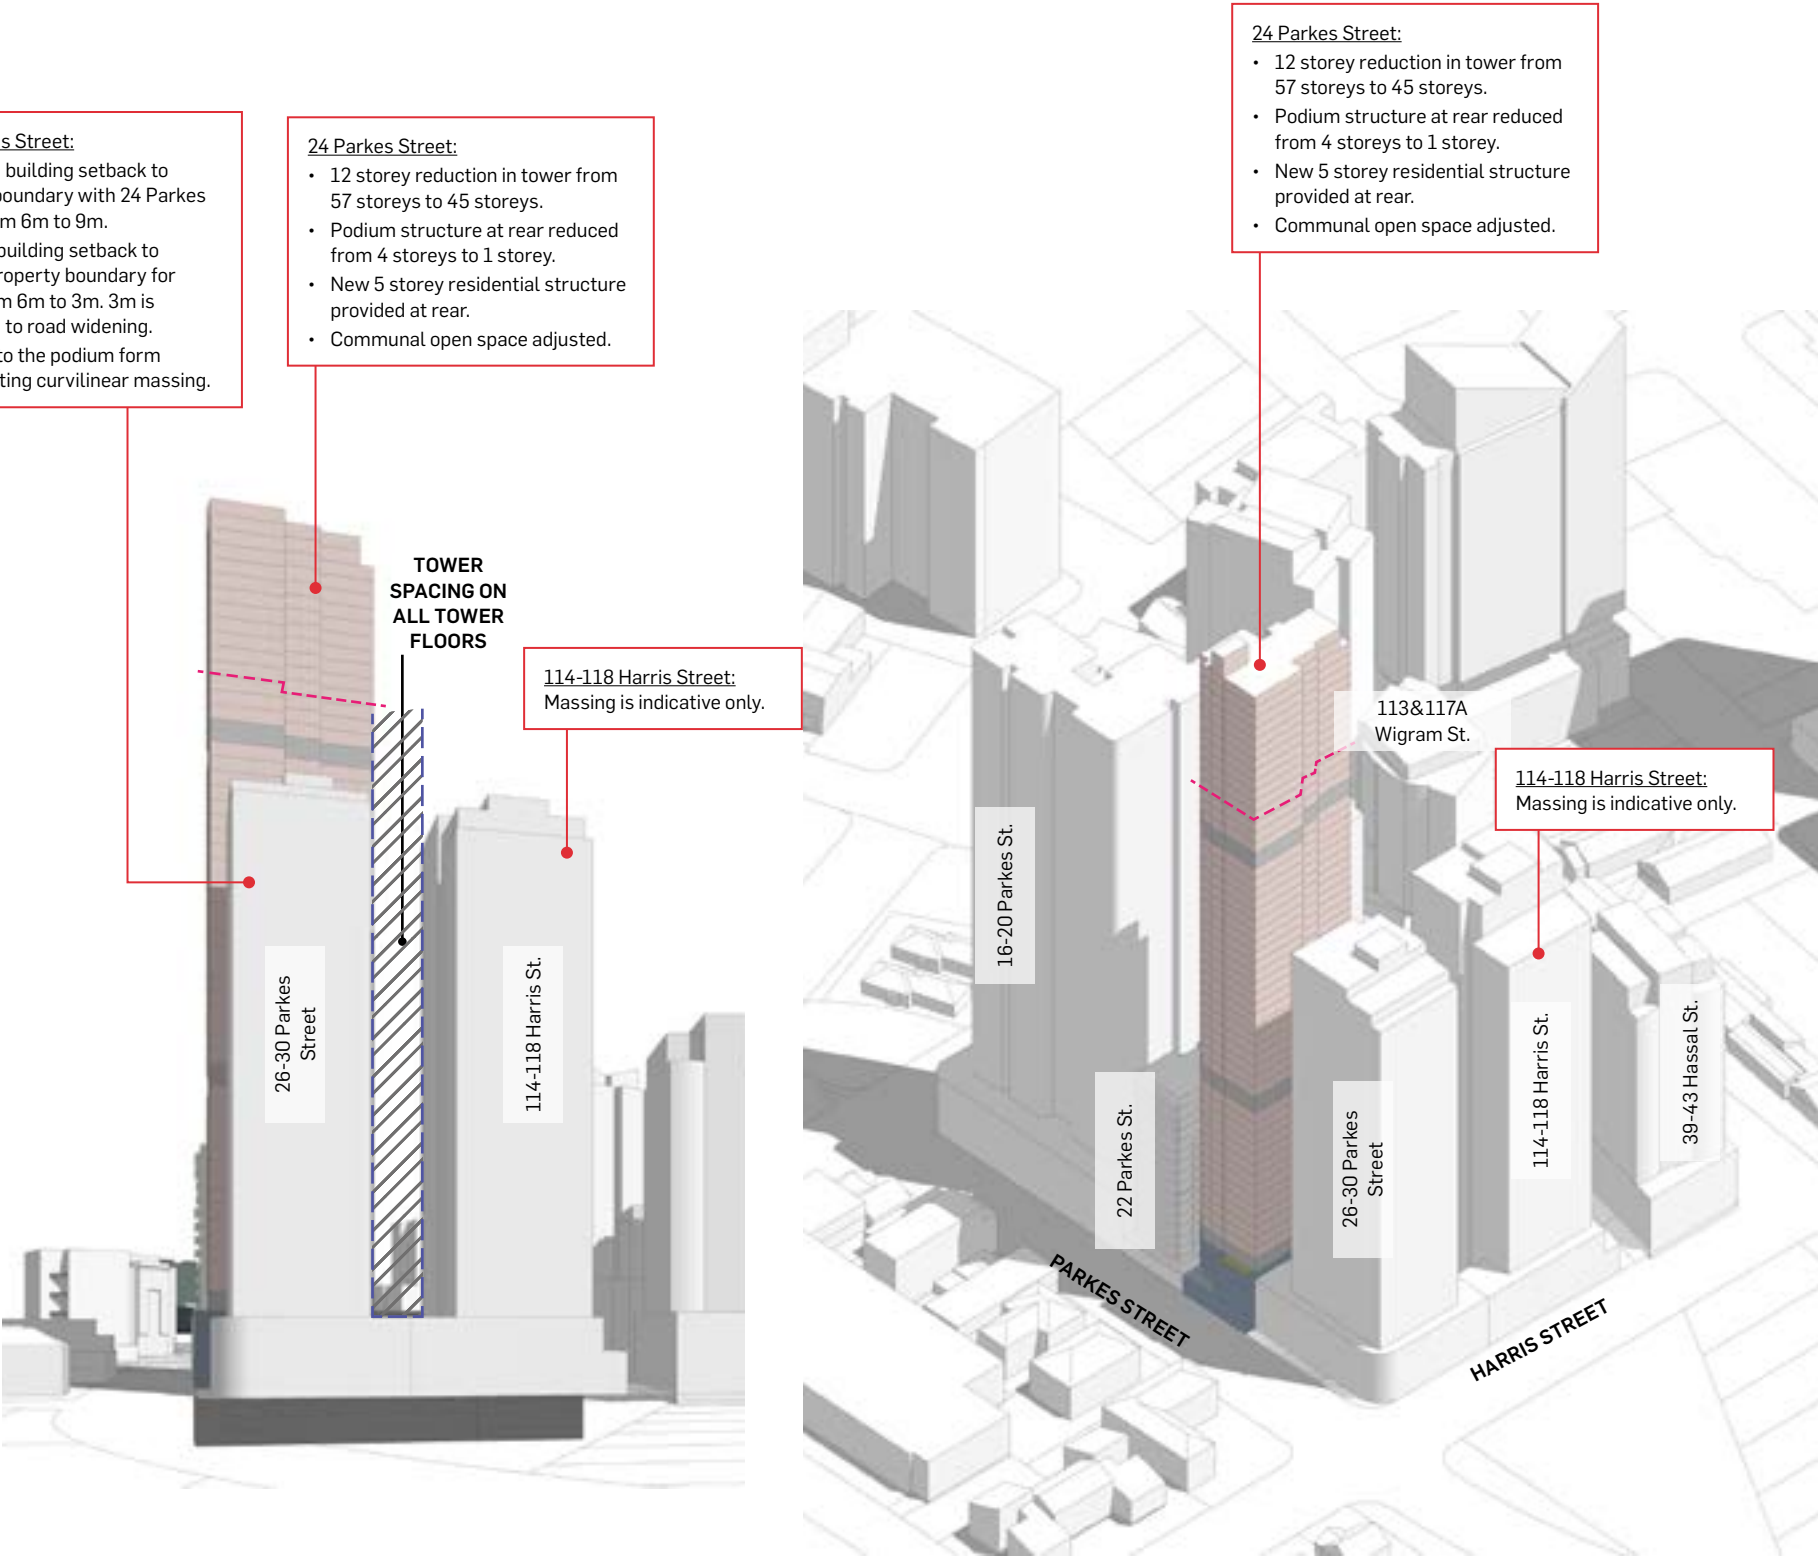 s Street:
building setback to
boundary with 24 Parkes
m 6m to 9m.
building setback to
roperty boundary for
m 6m to 3m. 3m is
to road widening.
to the podium form
ting curvilinear massing.
24 Parkes Street:
• 12 storey reduction in tower from
57 storeys to 45 storeys.
• Podium structure at rear reduced
from 4 storeys to 1 storey.
• New 5 storey residential structure
provided at rear.
• Communal open space adjusted.
TOWER
SPACING ON
ALL TOWER
FLOORS
114-118 Harris Street:
Massing is indicative only.
26-30 Parkes
Street
114-118 Harris St.
24 Parkes Street:
• 12 storey reduction in tower from
57 storeys to 45 storeys.
• Podium structure at rear reduced
from 4 storeys to 1 storey.
• New 5 storey residential structure
provided at rear.
• Communal open space adjusted.
113&117A
Wigram St.
114-118 Harris Street:
Massing is indicative only.
16-20 Parkes St.
22 Parkes St.
26-30 Parkes
Street
114-118 Harris St.
39-43 Hassal St.
PARKES STREET
HARRIS STREET